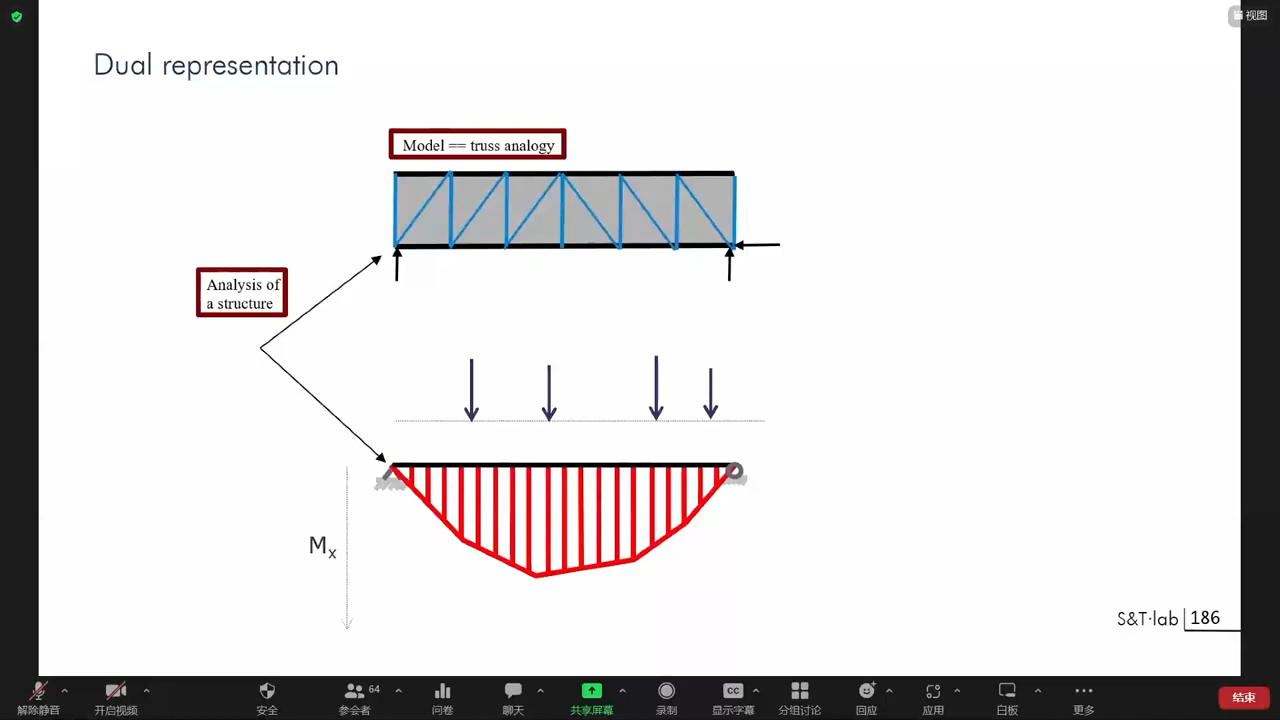 视图
Dual representation
Model == truss analogy
Analysis of
a structure
Mx
S&T·lab
186
解除静音
开启视频
安全
64
参会者
问卷
聊天
共享屏幕
录制
CC
显示字幕
分组讨论
回应
应用
白板
更多
结束